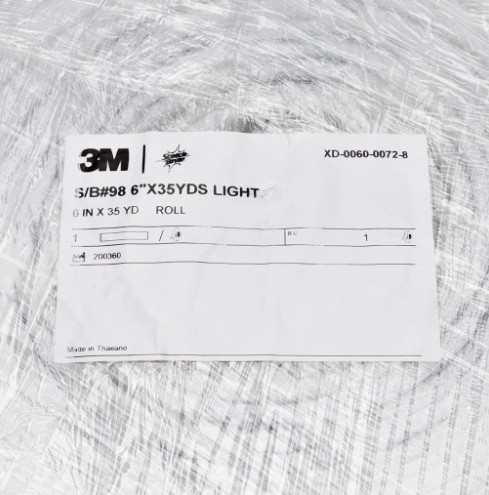 3M XD-0060-0072-8
S/B#98 6"X35YDS LIGHT
6 IN X 35 YD ROLL
1 / 1 /
200360
Made in Thailand